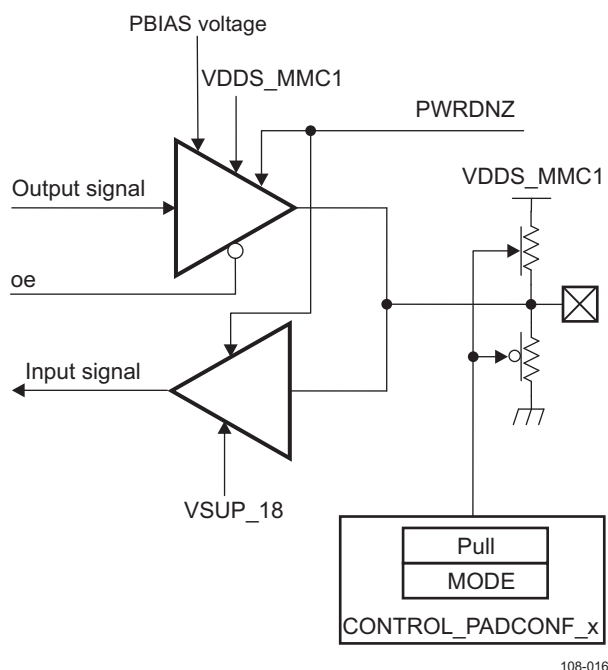 PBIAS voltage
VDDS_MMC1
PWRDNZ
VDDS_MMC1
Output signal
oe
Input signal
VSUP_18
Pull
MODE
CONTROL_PADCONF_x
108-016